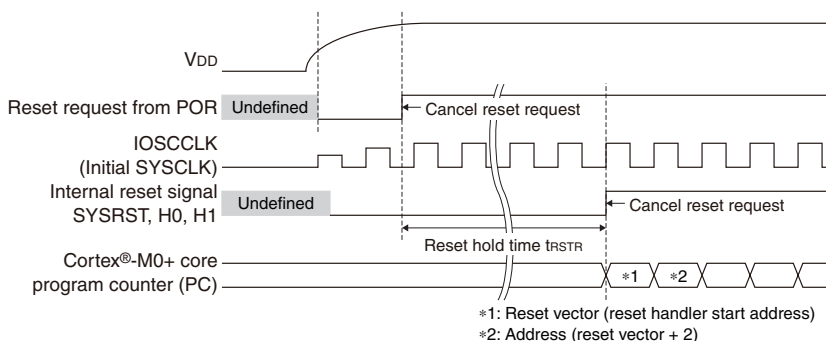 VDD
Reset request from POR
Undefined
Cancel reset request
IOSCCLK
(Initial SYSCLK)
Internal reset signal
SYSRST, H0, H1
Undefined
Cancel reset request
Reset hold time tRSTR
Cortex®-M0+ core
program counter (PC)
*1
*2
*1: Reset vector (reset handler start address)
*2: Address (reset vector + 2)